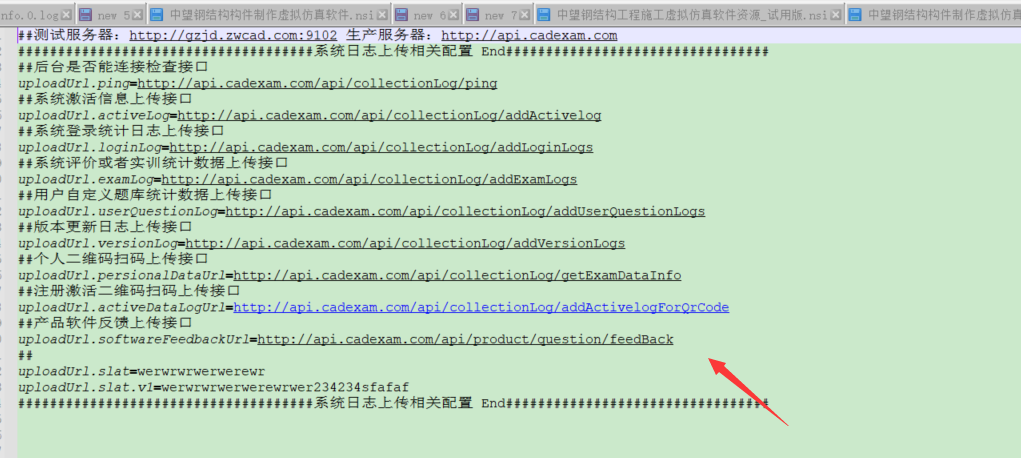 nfo.0.log new 5 中望钢结构构件制作虚拟仿真软件.nsi new 6 new 7 中望钢结构工程施工虚拟仿真软件资源_试用版.nsi 中望钢结构构件制作虚拟仿真
##测试服务器：http://gzjd.zwcad.com:9102 生产服务器：http://api.cadexam.com
#####################################系统日志上传相关配置 End#################################
##后台是否能连接检查接口
uploadUrl.ping=http://api.cadexam.com/api/collectionLog/ping
##系统激活信息上传接口
uploadUrl.activeLog=http://api.cadexam.com/api/collectionLog/addActivelog
##系统登录统计日志上传接口
uploadUrl.loginLog=http://api.cadexam.com/api/collectionLog/addLoginLogs
##系统评价或者实训统计数据上传接口
uploadUrl.examLog=http://api.cadexam.com/api/collectionLog/addExamLogs
##用户自定义题库统计数据上传接口
uploadUrl.userQuestionLog=http://api.cadexam.com/api/collectionLog/addUserQuestionLogs
##版本更新日志上传接口
uploadUrl.versionLog=http://api.cadexam.com/api/collectionLog/addVersionLogs
##个人二维码扫码上传接口
uploadUrl.persionalDataUrl=http://api.cadexam.com/api/collectionLog/getExamDataInfo
##注册激活二维码扫码上传接口
uploadUrl.activeDataLogUrl=http://api.cadexam.com/api/collectionLog/addActivelogForQrCode
##产品软件反馈上传接口
uploadUrl.softwareFeedbackUrl=http://api.cadexam.com/api/product/question/feedBack
##
uploadUrl.slat=werwrwrwerwerewr
uploadUrl.slat.v1=werwrwrwerwerewrwer234234sfafaf
#####################################系统日志上传相关配置 End#################################